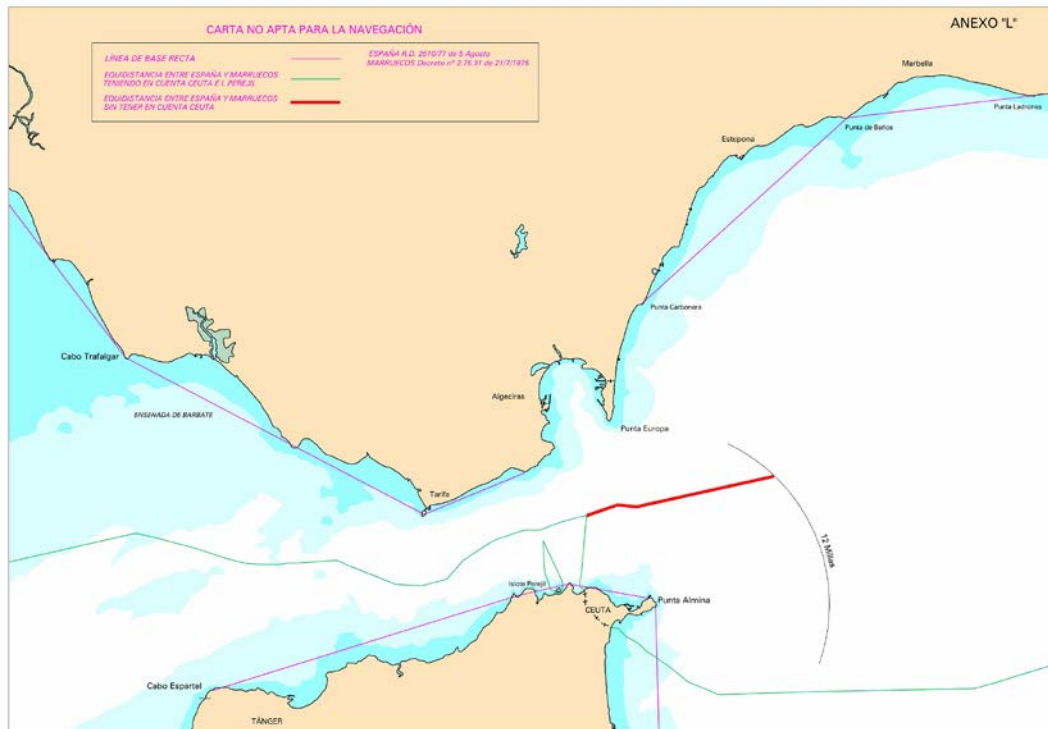 CARTA NO APTA PARA LA NAVEGACIÓN
ANEXO "L"
LÍNEA DE BASE RECTA
ESPAÑA R.D. 2510/77 de 5 Agosto
MARRUECOS Decreto nº 2.75.31 de 21/7/1975
EQUIDISTANCIA ENTRE ESPAÑA Y MARRUECOS
TENIENDO EN CUENTA CEUTA E I. PEREJIL
EQUIDISTANCIA ENTRE ESPAÑA Y MARRUECOS
SIN TENER EN CUENTA CEUTA
Marbella
Punta Ladrones
Punta de Baños
Estepona
Punta Carbonera
Cabo Trafalgar
Algeciras
ENSENADA DE BARBATE
Punta Europa
Tarifa
12 Millas
Islote Perejil
Punta Almina
CEUTA
Cabo Espartel
TÁNGER